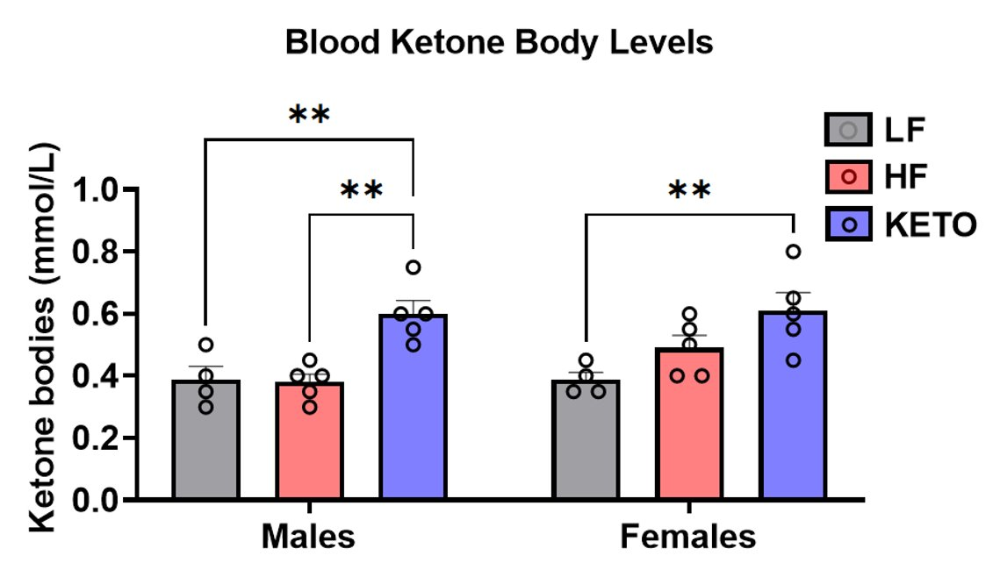 Blood Ketone Body Levels
**
**
**
LF
HF
KETO
Ketone bodies (mmol/L)
1.0
0.8
0.6
0.4
0.2
0.0
Males
Females